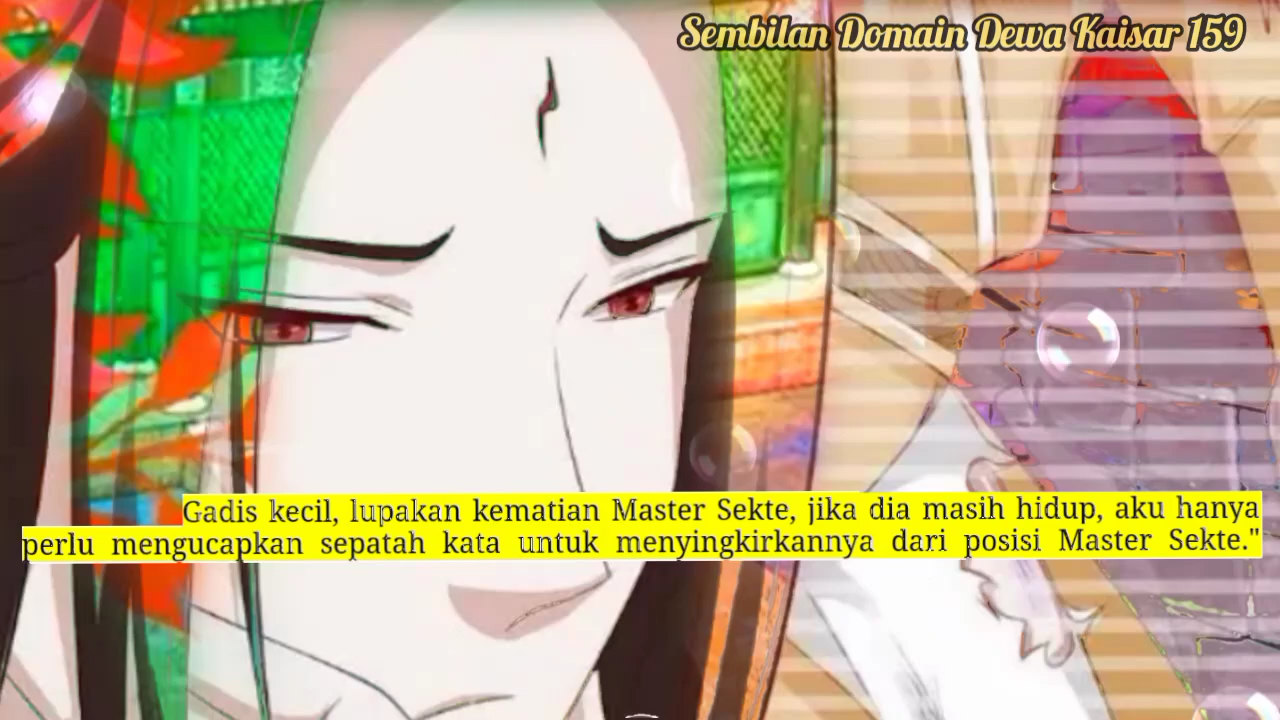 Sembilan Domain Dewa Kaisar 159
Gadis kecil, lupakan kematian Master Sekte, jika dia masih hidup, aku hanya
perlu mengucapkan sepatah kata untuk menyingkirkannya dari posisi Master Sekte."